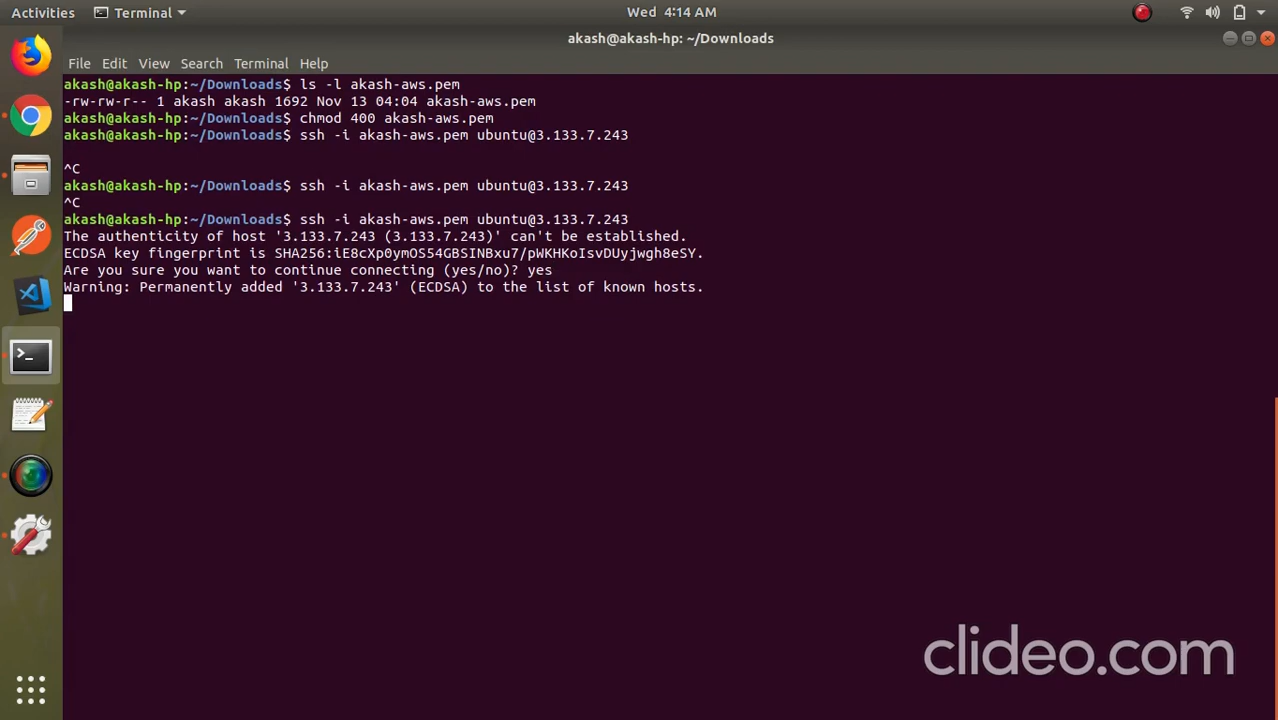 Activities Terminal Wed 4:14 AM
akash@akash-hp: ~/Downloads
File Edit View Search Terminal Help
akash@akash-hp:~/Downloads$ ls -l akash-aws.pem
-rw-rw-r-- 1 akash akash 1692 Nov 13 04:04 akash-aws.pem
akash@akash-hp:~/Downloads$ chmod 400 akash-aws.pem
akash@akash-hp:~/Downloads$ ssh -i akash-aws.pem ubuntu@3.133.7.243
^C
akash@akash-hp:~/Downloads$ ssh -i akash-aws.pem ubuntu@3.133.7.243
^C
akash@akash-hp:~/Downloads$ ssh -i akash-aws.pem ubuntu@3.133.7.243
The authenticity of host '3.133.7.243 (3.133.7.243)' can't be established.
ECDSA key fingerprint is SHA256:iE8cXp0ymOS54GBSINBxu7/pWKHKoIsvDUyjwgh8eSY.
Are you sure you want to continue connecting (yes/no)? yes
Warning: Permanently added '3.133.7.243' (ECDSA) to the list of known hosts.
clideo.com